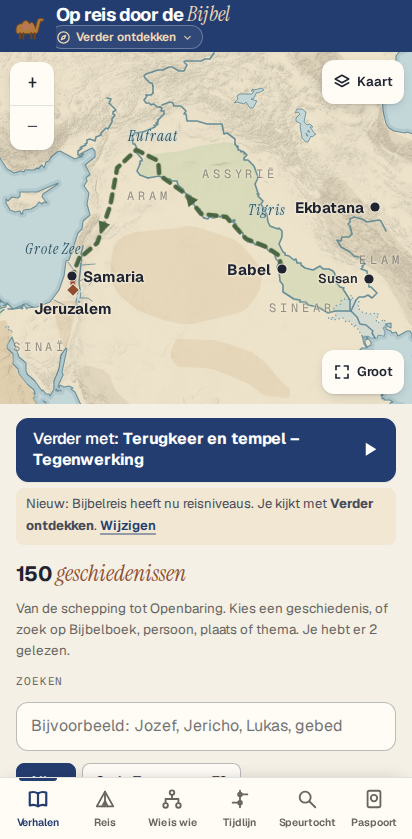 Op reis door de Bijbel
Verder ontdekken
+
Kaart
Eufraat
ASSYRIË
ARAM
Tigris
Ekbatana
Grote Zee
ELAM
Samaria
Babel
Susan
Jeruzalem
SINEAR
SINAÏ
−
Groot
Verder met: Terugkeer en tempel –
Tegenwerking
Nieuw: Bijbelreis heeft nu reisniveaus. Je kijkt met Verder
ontdekken. Wijzigen
150 geschiedenissen
Van de schepping tot Openbaring. Kies een geschiedenis, of
zoek op Bijbelboek, persoon, plaats of thema. Je hebt er 2
gelezen.
ZOEKEN
Bijvoorbeeld: Jozef, Jericho, Lukas, gebed
Verhalen
Reis
Wie is wie
Tijdlijn
Speurtocht
Paspoort